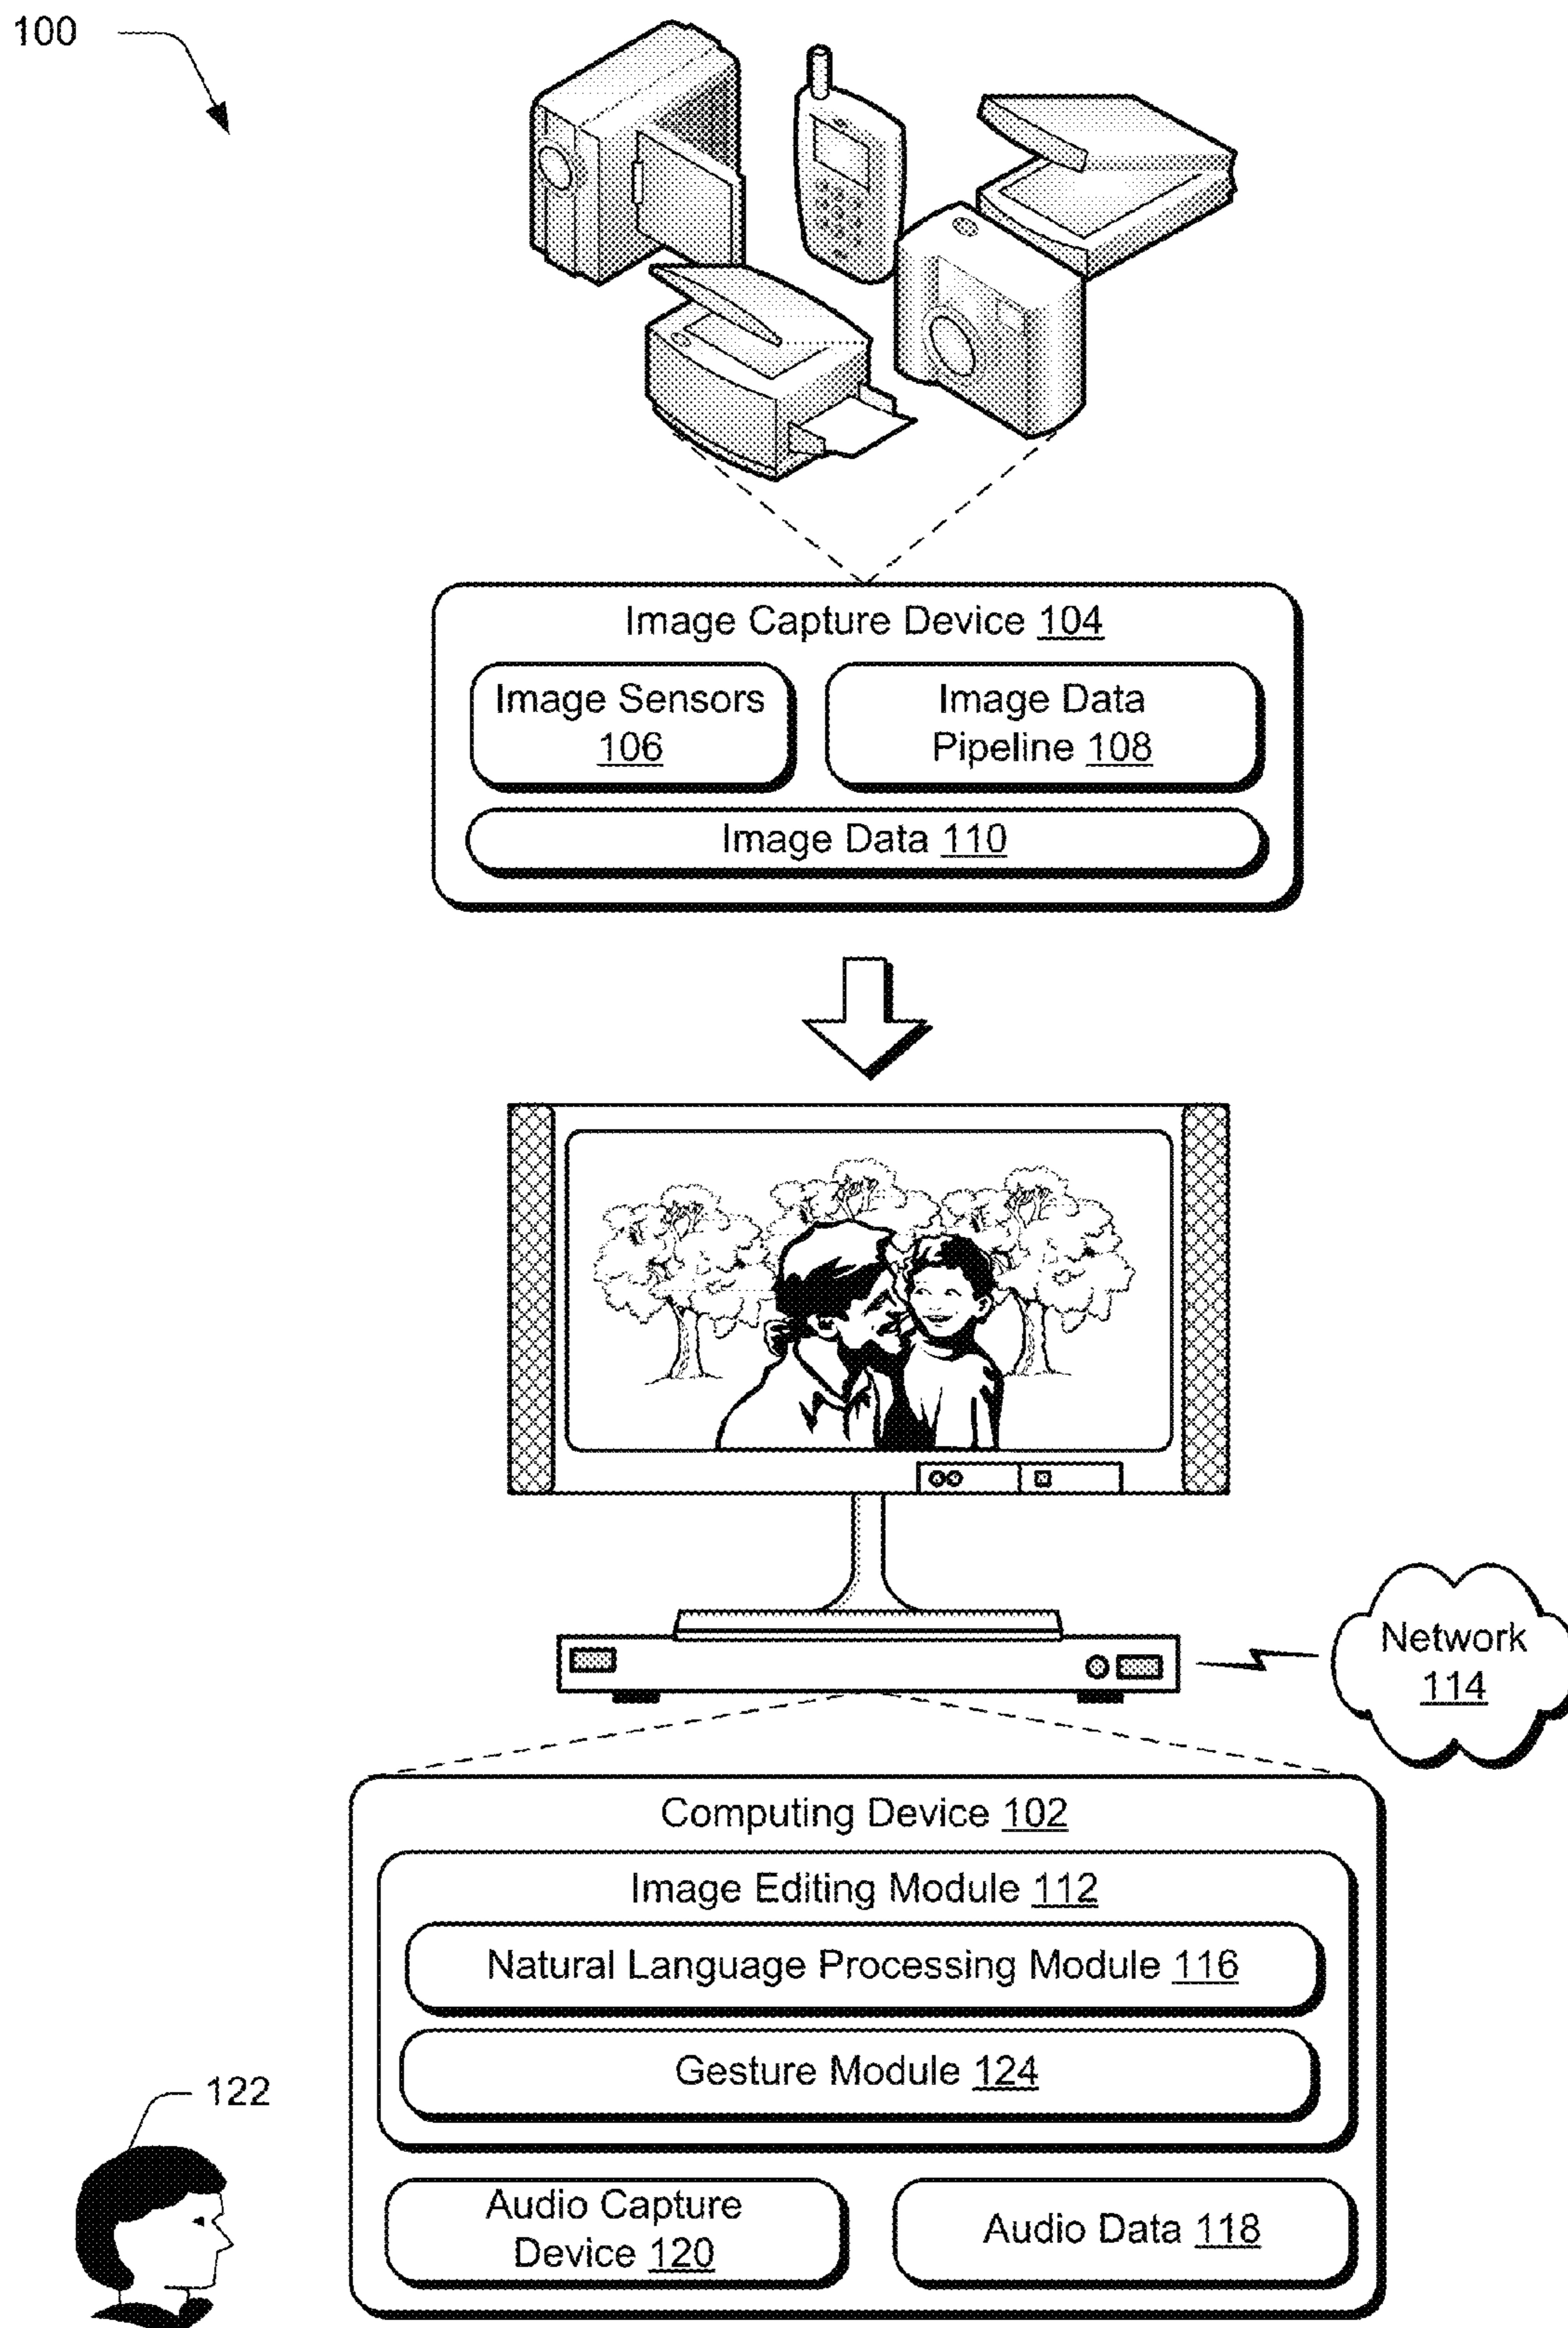 100
Image Capture Device 104
Image Sensors
106
Image Data
Pipeline 108
Image Data 110
Network
114
Computing Device 102
Image Editing Module 112
Natural Language Processing Module 116
Gesture Module 124
122
Audio Capture
Device 120
Audio Data 118